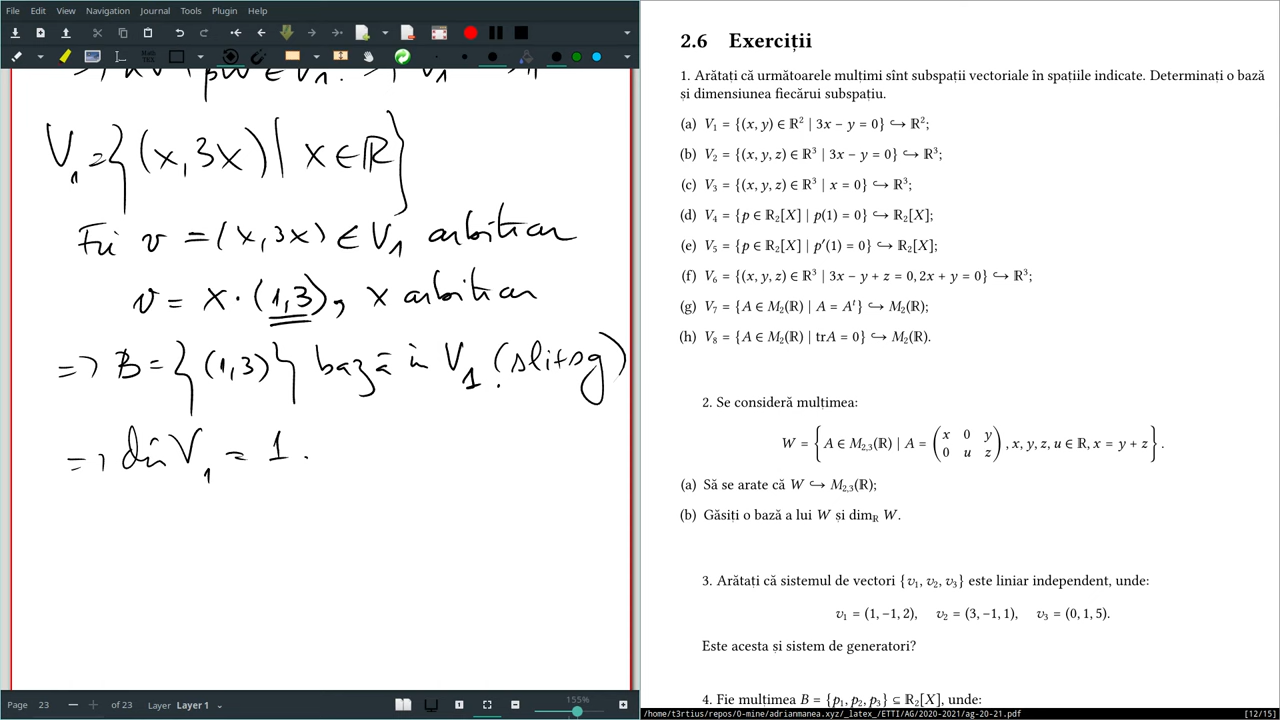 File Edit View Navigation Journal Tools Plugin Help
V₁ = {(x, 3x) | x ∈ ℝ}
Fie v = (x, 3x) ∈ V₁ arbitrar
v = x · (1, 3), x arbitrar
=> B = {(1, 3)} bază în V₁ (sli+sg)
=> dim V₁ = 1.
Page 23 of 23 Layer Layer 1 155%
2.6 Exerciții
1. Arătați că următoarele mulțimi sînt subspații vectoriale în spațiile indicate. Determinați o bază
și dimensiunea fiecărui subspațiu.
(a) V₁ = {(x, y) ∈ ℝ² | 3x − y = 0} ↪ ℝ²;
(b) V₂ = {(x, y, z) ∈ ℝ³ | 3x − y = 0} ↪ ℝ³;
(c) V₃ = {(x, y, z) ∈ ℝ³ | x = 0} ↪ ℝ³;
(d) V₄ = {p ∈ ℝ₂[X] | p(1) = 0} ↪ ℝ₂[X];
(e) V₅ = {p ∈ ℝ₂[X] | p′(1) = 0} ↪ ℝ₂[X];
(f) V₆ = {(x, y, z) ∈ ℝ³ | 3x − y + z = 0, 2x + y = 0} ↪ ℝ³;
(g) V₇ = {A ∈ M₂(ℝ) | A = Aᵗ} ↪ M₂(ℝ);
(h) V₈ = {A ∈ M₂(ℝ) | trA = 0} ↪ M₂(ℝ).
2. Se consideră mulțimea:
W = {A ∈ M₂,₃(ℝ) | A = (x 0 y
0 u z), x, y, z, u ∈ ℝ, x = y + z}.
(a) Să se arate că W ↪ M₂,₃(ℝ);
(b) Găsiți o bază a lui W și dimℝ W.
3. Arătați că sistemul de vectori {v₁, v₂, v₃} este liniar independent, unde:
v₁ = (1, −1, 2), v₂ = (3, −1, 1), v₃ = (0, 1, 5).
Este acesta și sistem de generatori?
4. Fie mulțimea B = {p₁, p₂, p₃} ⊆ ℝ₂[X], unde:
/home/t3rtius/repos/0-mine/adrianmanea.xyz/_latex_/ETTI/AG/2020-2021/ag-20-21.pdf [12/15]